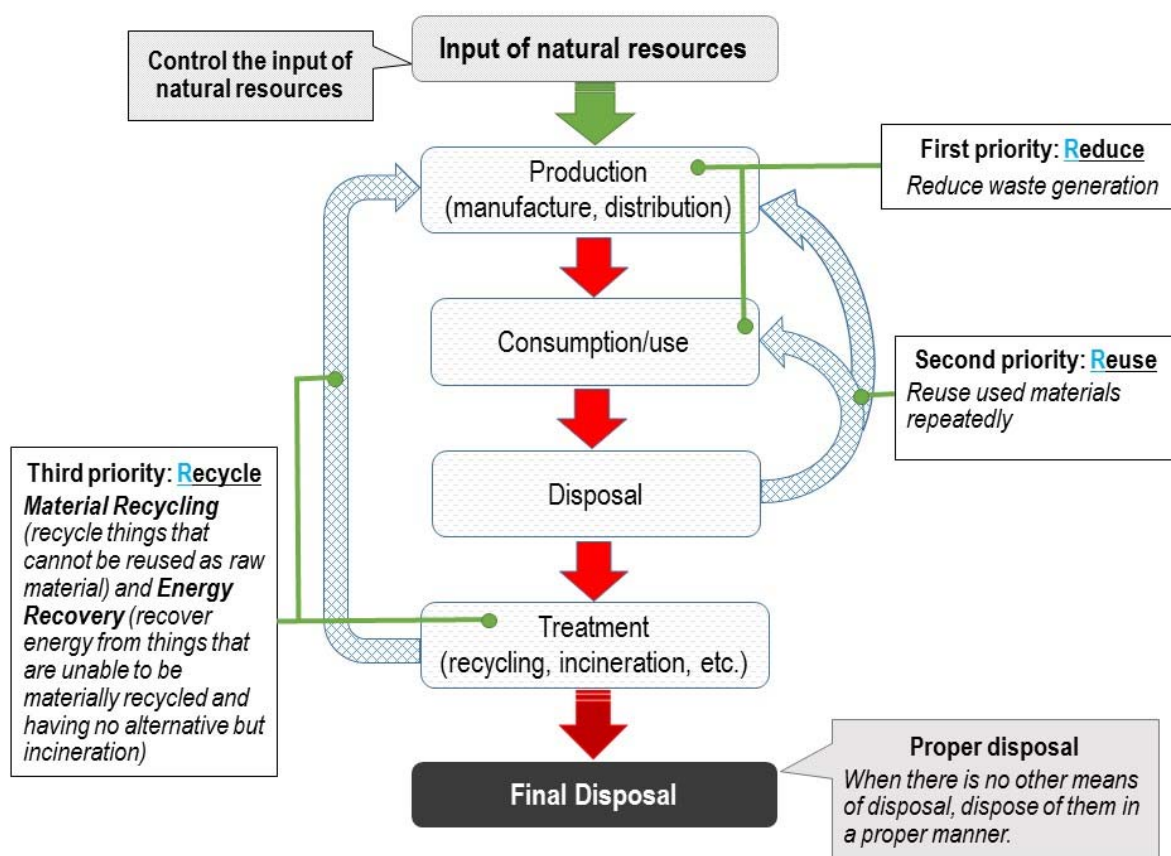 Control the input of
natural resources
Input of natural resources
Production
(manufacture, distribution)
First priority: Reduce
Reduce waste generation
Consumption/use
Second priority: Reuse
Reuse used materials
repeatedly
Disposal
Third priority: Recycle
Material Recycling
(recycle things that
cannot be reused as raw
material) and Energy
Recovery (recover
energy from things that
are unable to be
materially recycled and
having no alternative but
incineration)
Treatment
(recycling, incineration, etc.)
Final Disposal
Proper disposal
When there is no other means
of disposal, dispose of them in
a proper manner.